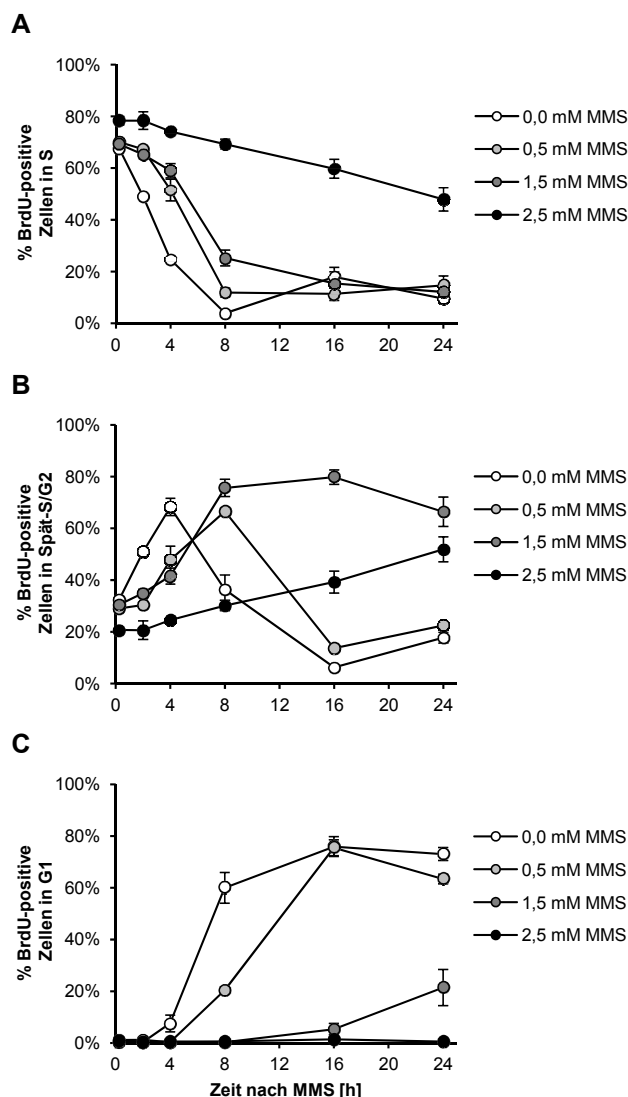 A
% BrdU-positive
Zellen in S
100%
80%
60%
40%
20%
0%
0 4 8 12 16 20 24
0,0 mM MMS
0,5 mM MMS
1,5 mM MMS
2,5 mM MMS
B
% BrdU-positive
Zellen in Spät-S/G2
100%
80%
60%
40%
20%
0%
0 4 8 12 16 20 24
0,0 mM MMS
0,5 mM MMS
1,5 mM MMS
2,5 mM MMS
C
% BrdU-positive
Zellen in G1
100%
80%
60%
40%
20%
0%
0 4 8 12 16 20 24
Zeit nach MMS [h]
0,0 mM MMS
0,5 mM MMS
1,5 mM MMS
2,5 mM MMS